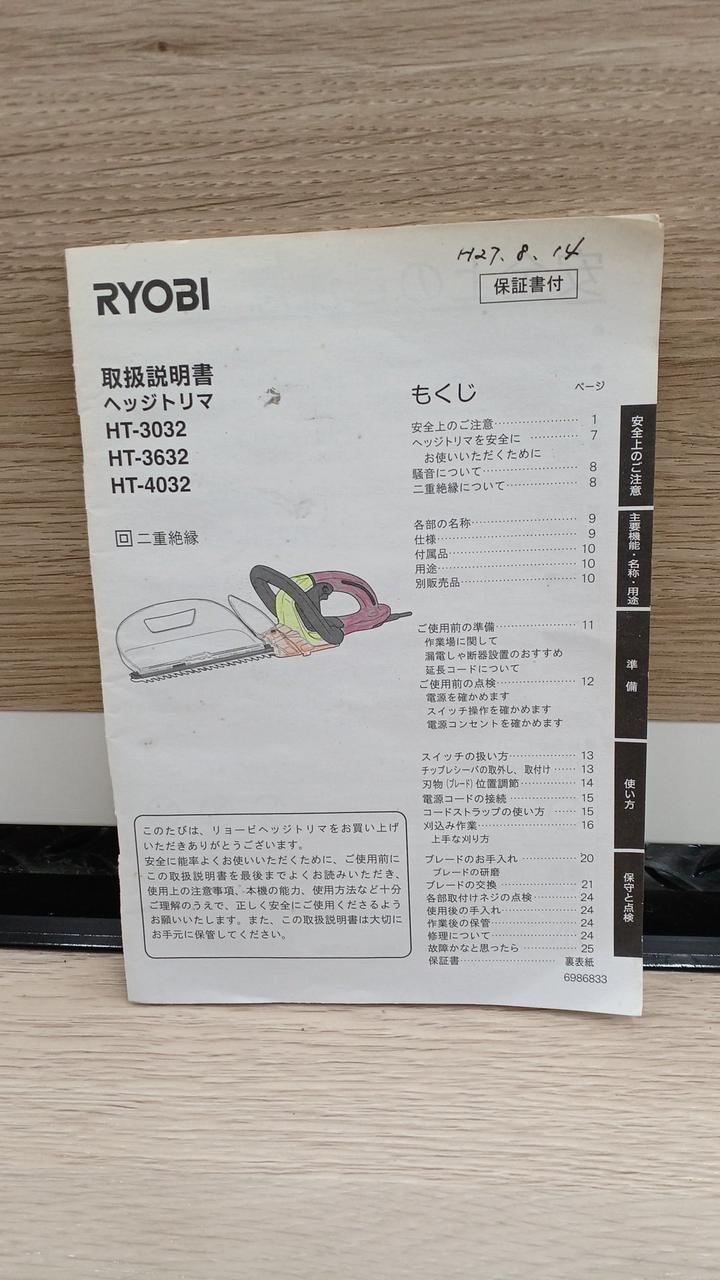 H27.8.14
保証書付
RYOBI
取扱説明書
ヘッジトリマ
HT-3032
HT-3632
HT-4032
回二重絶縁
このたびは、リョービヘッジトリマをお買い上げ
いただきありがとうございます。
安全に能率よくお使いいただくために、ご使用前に
この取扱説明書を最後までよくお読みいただき、
使用上の注意事項、本機の能力、使用方法など十分
ご理解のうえで、正しく安全にご使用くださるよう
お願いいたします。また、この取扱説明書は大切に
お手元に保管してください。
もくじ ページ
安全上のご注意………………… 1
ヘッジトリマを安全に ………… 7
お使いいただくために
騒音について…………………… 8
二重絶縁について……………… 8
各部の名称……………………… 9
仕様……………………………… 9
付属品…………………………… 10
用途……………………………… 10
別販売品………………………… 10
ご使用前の準備………………… 11
作業場に関して
漏電しゃ断器設置のおすすめ
延長コードについて
ご使用前の点検………………… 12
電源を確かめます
スイッチ操作を確かめます
電源コンセントを確かめます
スイッチの扱い方……………… 13
チップレシーバの取外し、取付け…… 13
刃物(ブレード)位置調節………… 14
電源コードの接続……………… 15
コードストラップの使い方 …… 15
刈込み作業……………………… 16
上手な刈り方
ブレードのお手入れ…………… 20
ブレードの研磨
ブレードの交換………………… 21
各部取付けネジの点検………… 24
使用後の手入れ………………… 24
作業後の保管…………………… 24
修理について…………………… 24
故障かなと思ったら…………… 25
保証書…………………………… 裏表紙
6986833
安全上のご注意
主要機能・名称・用途
準備
使い方
保守と点検